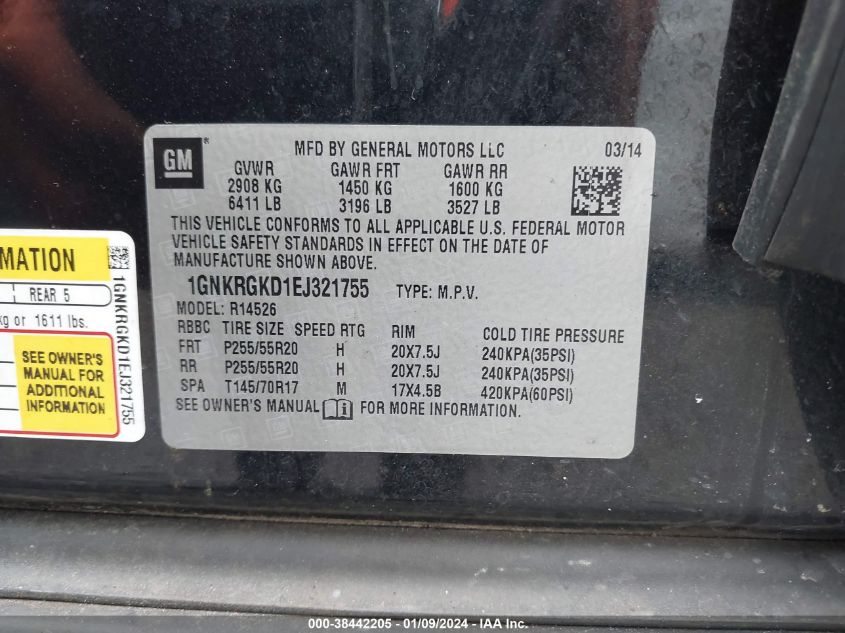 GM
MFD BY GENERAL MOTORS LLC 03/14
GVWR GAWR FRT GAWR RR
2908 KG 1450 KG 1600 KG
6411 LB 3196 LB 3527 LB
THIS VEHICLE CONFORMS TO ALL APPLICABLE U.S. FEDERAL MOTOR
VEHICLE SAFETY STANDARDS IN EFFECT ON THE DATE OF
MANUFACTURE SHOWN ABOVE.
1GNKRGKD1EJ321755 TYPE: M.P.V.
MODEL: R14526
RBBC TIRE SIZE SPEED RTG RIM COLD TIRE PRESSURE
FRT P255/55R20 H 20X7.5J 240KPA(35PSI)
RR P255/55R20 H 20X7.5J 240KPA(35PSI)
SPA T145/70R17 M 17X4.5B 420KPA(60PSI)
SEE OWNER'S MANUAL i FOR MORE INFORMATION.
MATION
REAR 5
kg or 1611 lbs.
SEE OWNER'S
MANUAL FOR
ADDITIONAL
INFORMATION
1GNKRGKD1EJ321755
000-38442205 - 01/09/2024 - IAA Inc.